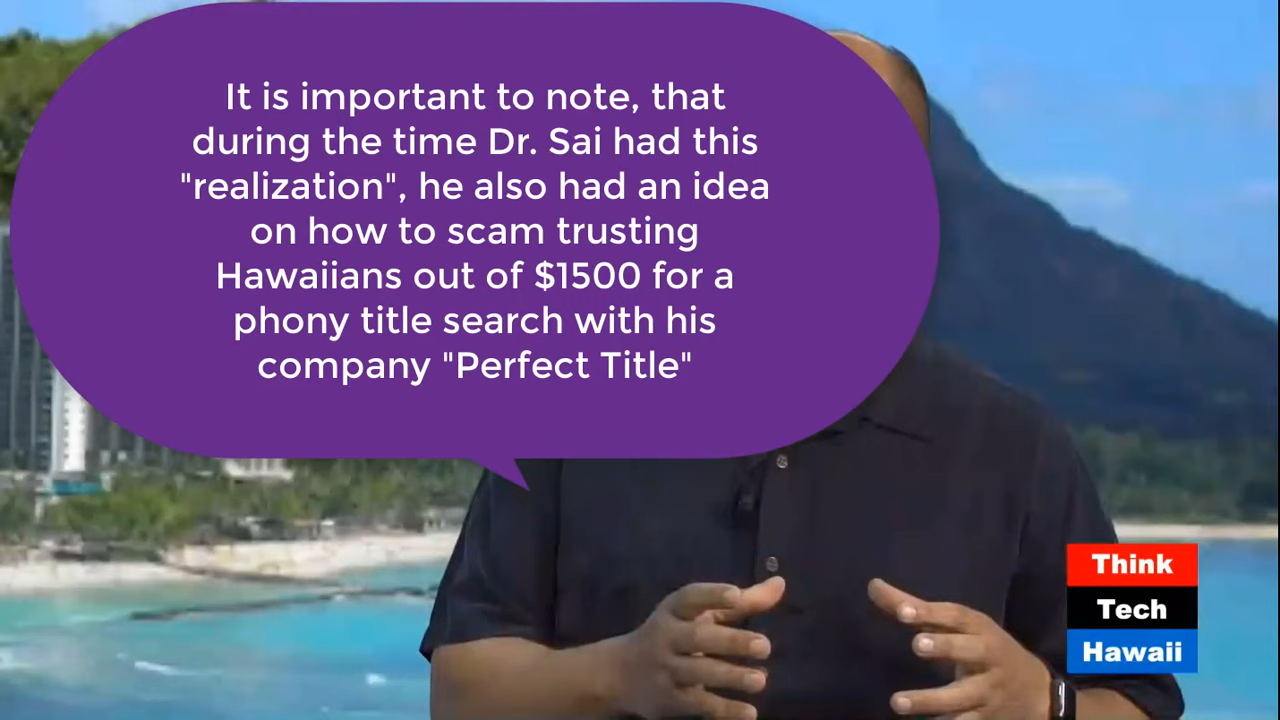 It is important to note, that
during the time Dr. Sai had this
"realization", he also had an idea
on how to scam trusting
Hawaiians out of $1500 for a
phony title search with his
company "Perfect Title"
Think
Tech
Hawaii